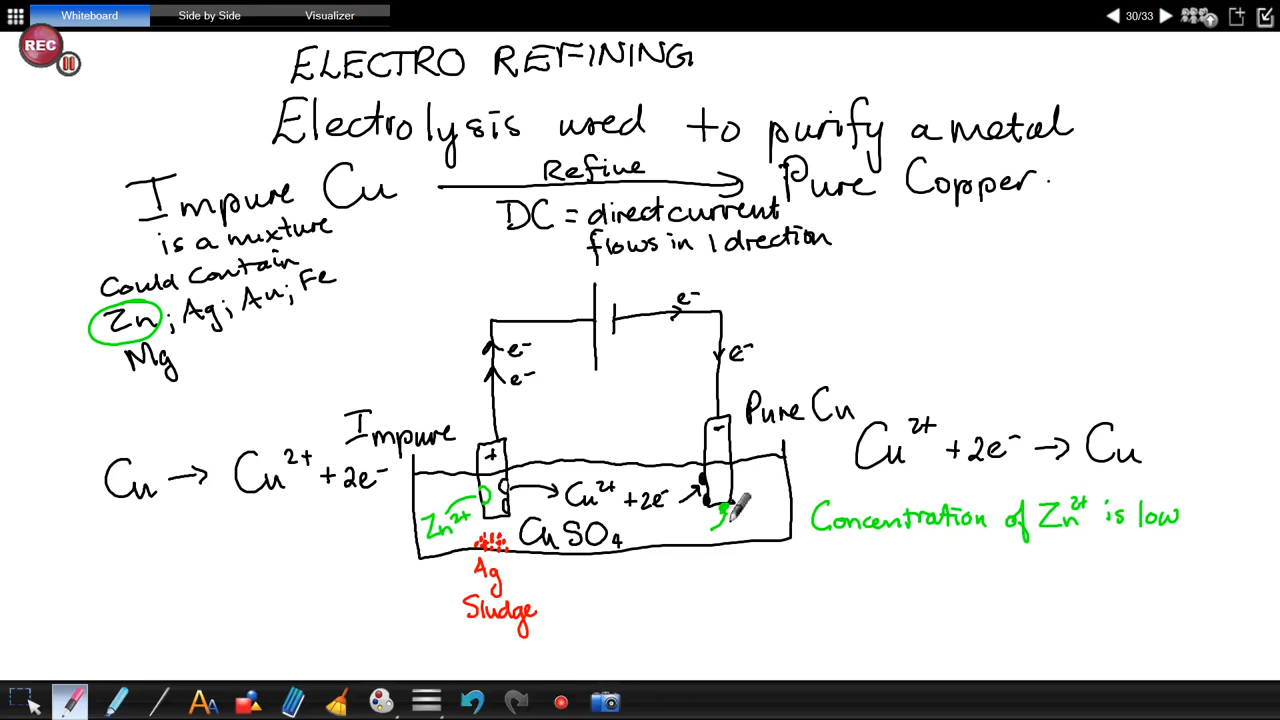 Whiteboard
Side by Side
Visualizer
30/33
REC
ELECTRO REFINING
Electrolysis used to purify a metal
Impure Cu
Refine
Pure Copper.
is a mixture
DC = direct current
flows in 1 direction
Could contain
Zn; Ag; Au; Fe
Mg
e-
e-
e-
e-
Impure
Pure Cu
Cu → Cu2+ + 2e-
Cu2+ + 2e- → Cu
+
-
Zn2+
Cu2+ + 2e-
CuSO4
Concentration of Zn2+ is low
Ag
Sludge